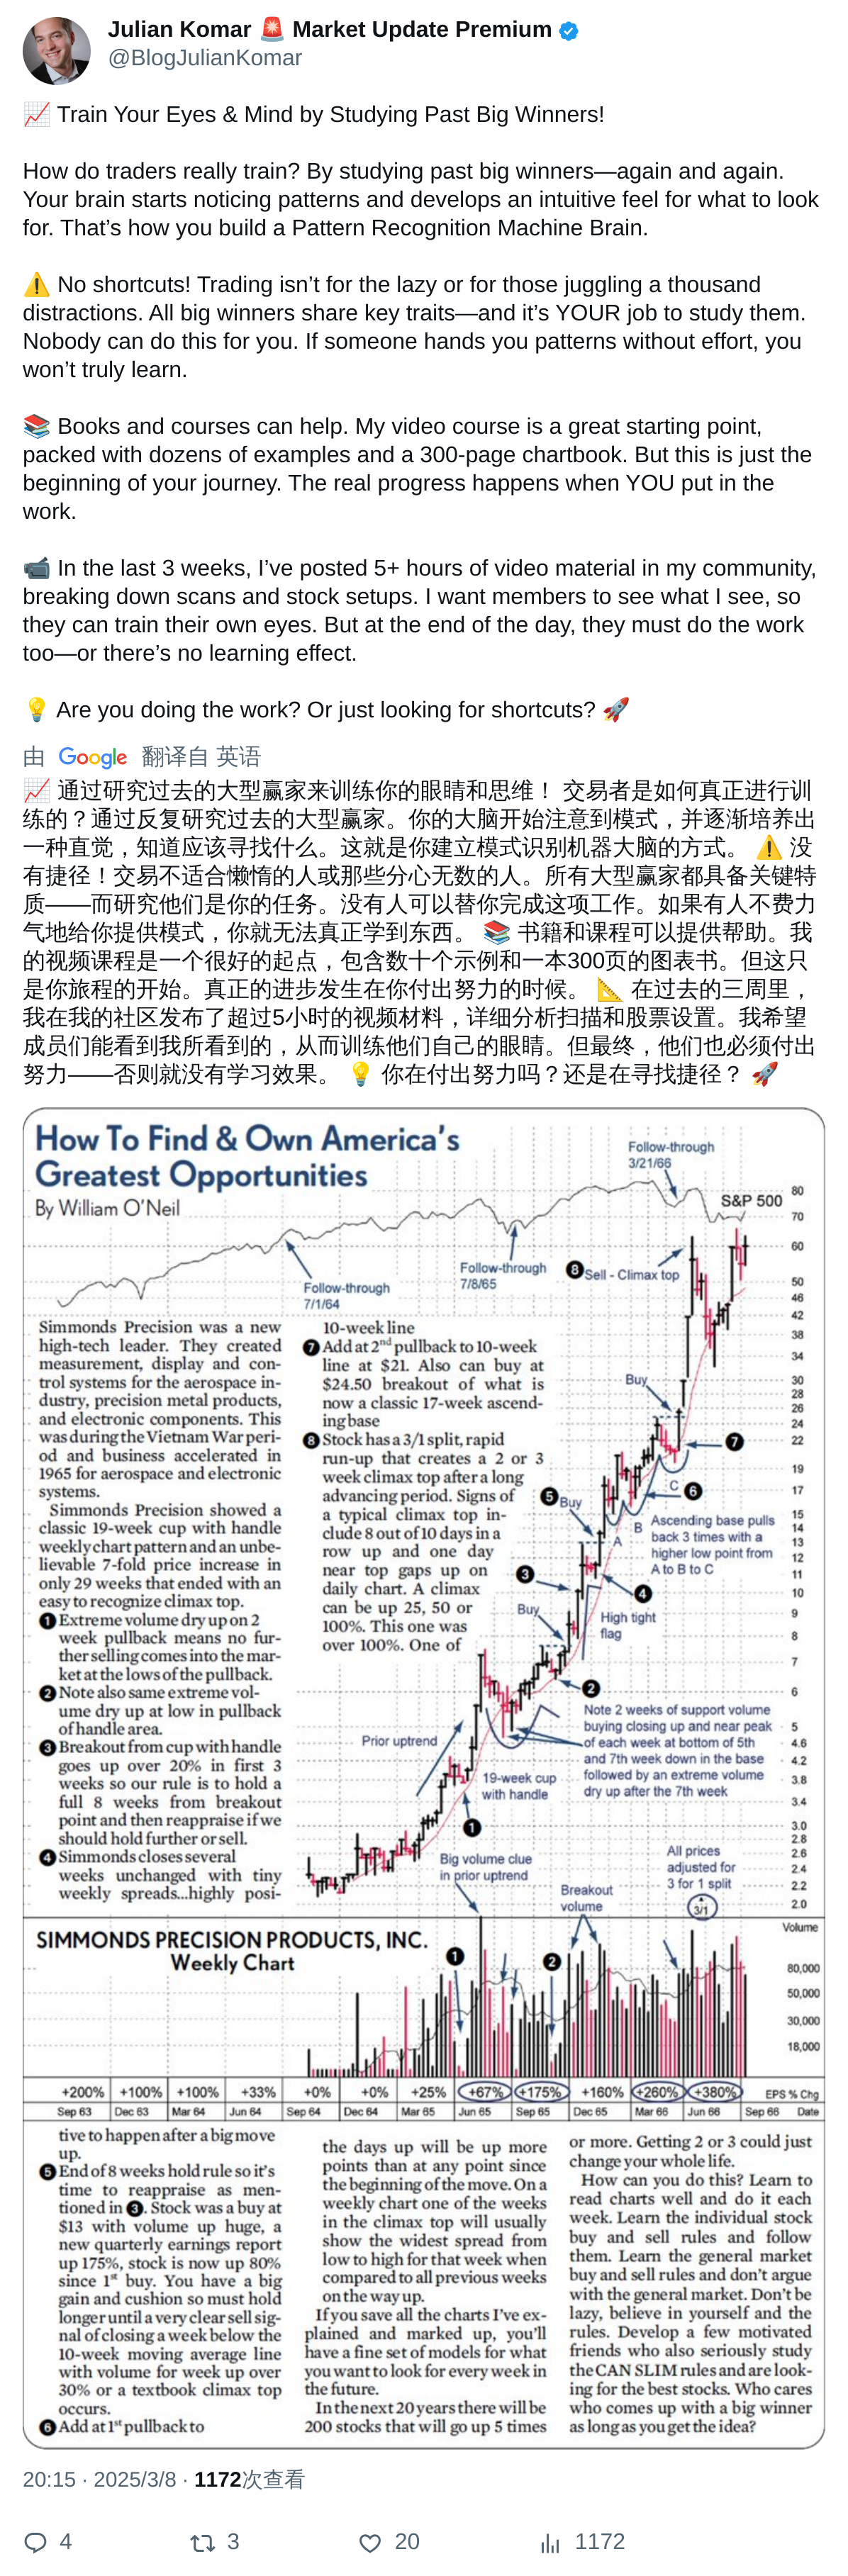 Julian Komar 🚨 Market Update Premium
@BlogJulianKomar
📈 Train Your Eyes & Mind by Studying Past Big Winners!
How do traders really train? By studying past big winners—again and again.
Your brain starts noticing patterns and develops an intuitive feel for what to look
for. That’s how you build a Pattern Recognition Machine Brain.
⚠️ No shortcuts! Trading isn’t for the lazy or for those juggling a thousand
distractions. All big winners share key traits—and it’s YOUR job to study them.
Nobody can do this for you. If someone hands you patterns without effort, you
won’t truly learn.
📚 Books and courses can help. My video course is a great starting point,
packed with dozens of examples and a 300-page chartbook. But this is just the
beginning of your journey. The real progress happens when YOU put in the
work.
📹 In the last 3 weeks, I’ve posted 5+ hours of video material in my community,
breaking down scans and stock setups. I want members to see what I see, so
they can train their own eyes. But at the end of the day, they must do the work
too—or there’s no learning effect.
💡 Are you doing the work? Or just looking for shortcuts? 🚀
由 Google 翻译自 英语
📈 通过研究过去的大型赢家来训练你的眼睛和思维！ 交易者是如何真正进行训
练的？通过反复研究过去的大型赢家。你的大脑开始注意到模式，并逐渐培养出
一种直觉，知道应该寻找什么。这就是你建立模式识别机器大脑的方式。 ⚠️ 没
有捷径！交易不适合懒惰的人或那些分心无数的人。所有大型赢家都具备关键特
质——而研究他们是你的任务。没有人可以替你完成这项工作。如果有人不费力
气地给你提供模式，你就无法真正学到东西。 📚 书籍和课程可以提供帮助。我
的视频课程是一个很好的起点，包含数十个示例和一本300页的图表书。但这只
是你旅程的开始。真正的进步发生在你付出努力的时候。 📐 在过去的三周里，
我在我的社区发布了超过5小时的视频材料，详细分析扫描和股票设置。我希望
成员们能看到我所看到的，从而训练他们自己的眼睛。但最终，他们也必须付出
努力——否则就没有学习效果。 💡 你在付出努力吗？还是在寻找捷径？ 🚀
How To Find & Own America’s
Greatest Opportunities
By William O’Neil
Follow-through
3/21/66
S&P 500
Follow-through
7/1/64
Follow-through
7/8/65
8 Sell - Climax top
80
70
60
50
46
42
38
34
30
28
26
24
22
19
17
15
14
13
12
11
10
9
8
7
6
5
4.6
4.2
3.8
3.4
3.0
2.8
2.6
2.4
2.2
2.0
Simmonds Precision was a new
high-tech leader. They created
measurement, display and con-
trol systems for the aerospace in-
dustry, precision metal products,
and electronic components. This
was during the Vietnam War peri-
od and business accelerated in
1965 for aerospace and electronic
systems.
Simmonds Precision showed a
classic 19-week cup with handle
weekly chart pattern and an unbe-
lievable 7-fold price increase in
only 29 weeks that ended with an
easy to recognize climax top.
1 Extreme volume dry up on 2
week pullback means no fur-
ther selling comes into the mar-
ket at the lows of the pullback.
2 Note also same extreme vol-
ume dry up at low in pullback
of handle area.
3 Breakout from cup with handle
goes up over 20% in first 3
weeks so our rule is to hold a
full 8 weeks from breakout
point and then reappraise if we
should hold further or sell.
4 Simmonds closes several
weeks unchanged with tiny
weekly spreads...highly posi-
10-week line
7 Add at 2nd pullback to 10-week
line at $21. Also can buy at
$24.50 breakout of what is
now a classic 17-week ascend-
ing base
8 Stock has a 3/1 split, rapid
run-up that creates a 2 or 3
week climax top after a long
advancing period. Signs of
a typical climax top in-
clude 8 out of 10 days in a
row up and one day
near top gaps up on
daily chart. A climax
can be up 25, 50 or
100%. This one was
over 100%. One of
Buy
7
C
6
5
Buy
B
A
Ascending base pulls
back 3 times with a
higher low point from
A to B to C
3
4
Buy
High tight
flag
2
Note 2 weeks of support volume
buying closing up and near peak
of each week at bottom of 5th
and 7th week down in the base
followed by an extreme volume
dry up after the 7th week
Prior uptrend
19-week cup
with handle
1
Big volume clue
in prior uptrend
Breakout
volume
All prices
adjusted for
3 for 1 split
3/1
SIMMONDS PRECISION PRODUCTS, INC.
Weekly Chart
1
2
Volume
80,000
50,000
30,000
18,000
+200% +100% +100% +33% +0% +0% +25% +67% +175% +160% +260% +380% EPS % Chg
Sep 63 Dec 63 Mar 64 Jun 64 Sep 64 Dec 64 Mar 65 Jun 65 Sep 65 Dec 65 Mar 66 Jun 66 Sep 66 Date
tive to happen after a big move
up.
5 End of 8 weeks hold rule so it’s
time to reappraise as men-
tioned in 3. Stock was a buy at
$13 with volume up huge, a
new quarterly earnings report
up 175%, stock is now up 80%
since 1st buy. You have a big
gain and cushion so must hold
longer until a very clear sell sig-
nal of closing a week below the
10-week moving average line
with volume for week up over
30% or a textbook climax top
occurs.
6 Add at 1st pullback to
the days up will be up more
points than at any point since
the beginning of the move. On a
weekly chart one of the weeks
in the climax top will usually
show the widest spread from
low to high for that week when
compared to all previous weeks
on the way up.
If you save all the charts I’ve ex-
plained and marked up, you’ll
have a fine set of models for what
you want to look for every week in
the future.
In the next 20 years there will be
200 stocks that will go up 5 times
or more. Getting 2 or 3 could just
change your whole life.
How can you do this? Learn to
read charts well and do it each
week. Learn the individual stock
buy and sell rules and follow
them. Learn the general market
buy and sell rules and don’t argue
with the general market. Don’t be
lazy, believe in yourself and the
rules. Develop a few motivated
friends who also seriously study
the CAN SLIM rules and are look-
ing for the best stocks. Who cares
who comes up with a big winner
as long as you get the idea?
20:15 · 2025/3/8 · 1172次查看
4 3 20 1172